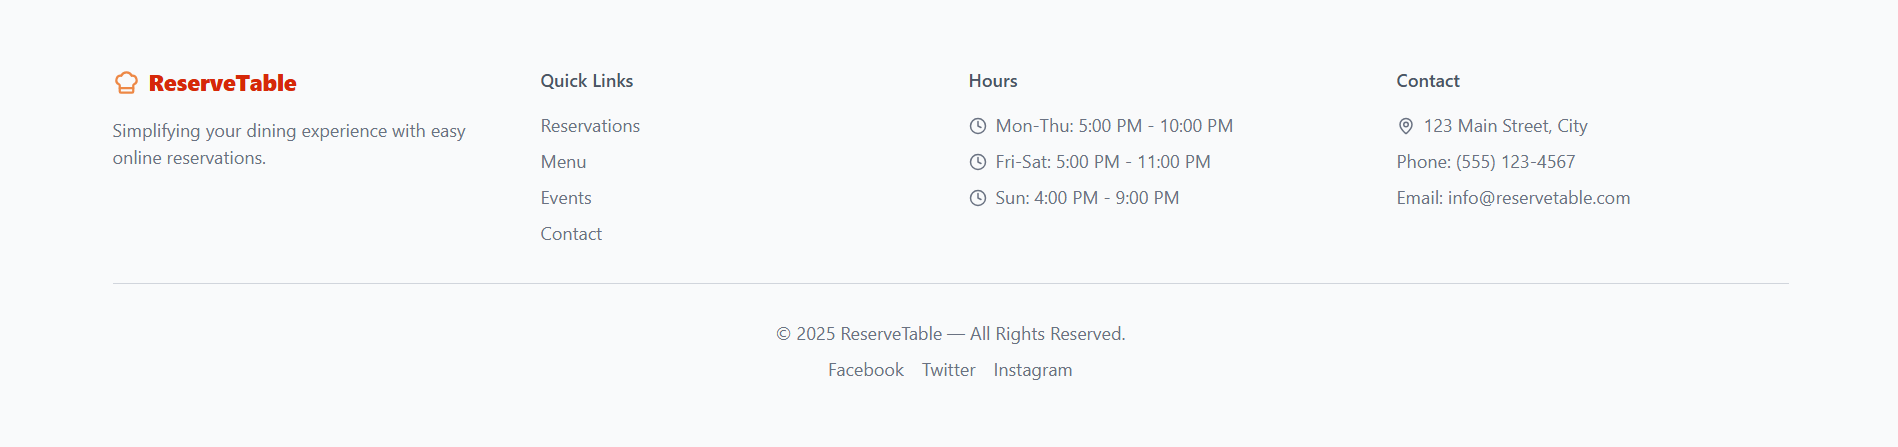 ReserveTable
Simplifying your dining experience with easy
online reservations.
Quick Links
Reservations
Menu
Events
Contact
Hours
Mon-Thu: 5:00 PM - 10:00 PM
Fri-Sat: 5:00 PM - 11:00 PM
Sun: 4:00 PM - 9:00 PM
Contact
123 Main Street, City
Phone: (555) 123-4567
Email: info@reservetable.com
© 2025 ReserveTable — All Rights Reserved.
Facebook Twitter Instagram